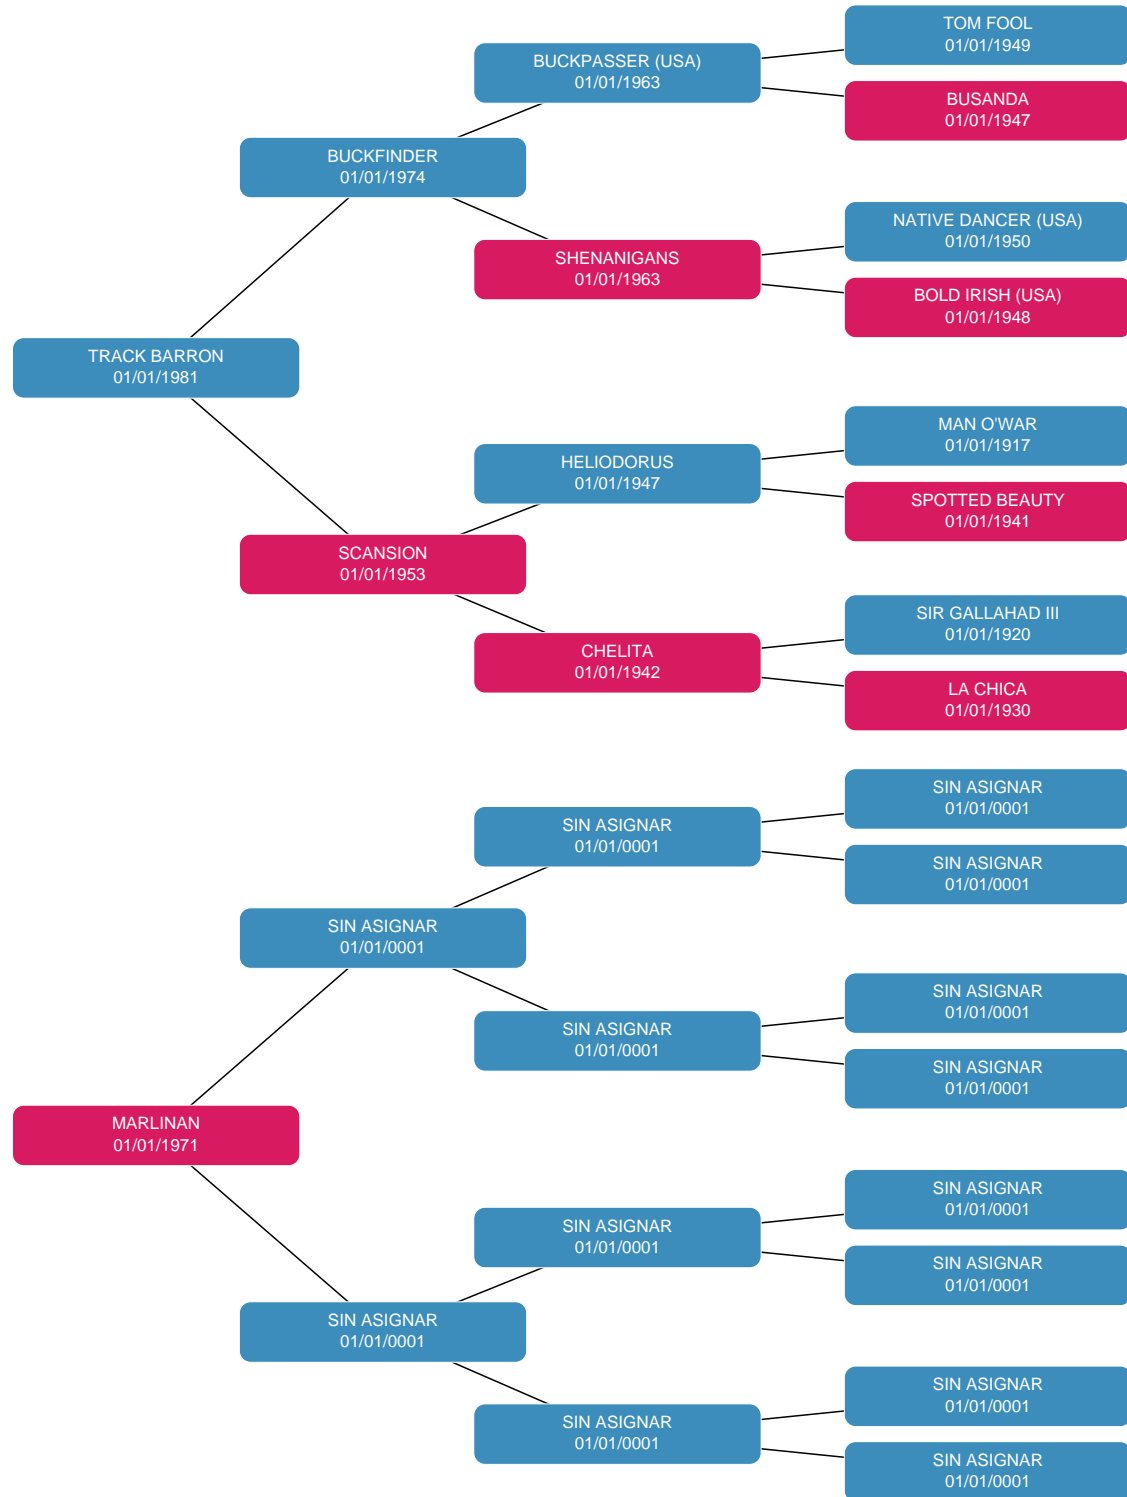 TOM FOOL
01/01/1949
BUCKPASSER (USA)
01/01/1963
BUSANDA
01/01/1947
BUCKFINDER
01/01/1974
NATIVE DANCER (USA)
01/01/1950
SHENANIGANS
01/01/1963
BOLD IRISH (USA)
01/01/1948
TRACK BARRON
01/01/1981
MAN O'WAR
01/01/1917
HELIODORUS
01/01/1947
SPOTTED BEAUTY
01/01/1941
SCANSION
01/01/1953
SIR GALLAHAD III
01/01/1920
CHELITA
01/01/1942
LA CHICA
01/01/1930
SIN ASIGNAR
01/01/0001
SIN ASIGNAR
01/01/0001
SIN ASIGNAR
01/01/0001
SIN ASIGNAR
01/01/0001
SIN ASIGNAR
01/01/0001
SIN ASIGNAR
01/01/0001
SIN ASIGNAR
01/01/0001
MARLINAN
01/01/1971
SIN ASIGNAR
01/01/0001
SIN ASIGNAR
01/01/0001
SIN ASIGNAR
01/01/0001
SIN ASIGNAR
01/01/0001
SIN ASIGNAR
01/01/0001
SIN ASIGNAR
01/01/0001
SIN ASIGNAR
01/01/0001